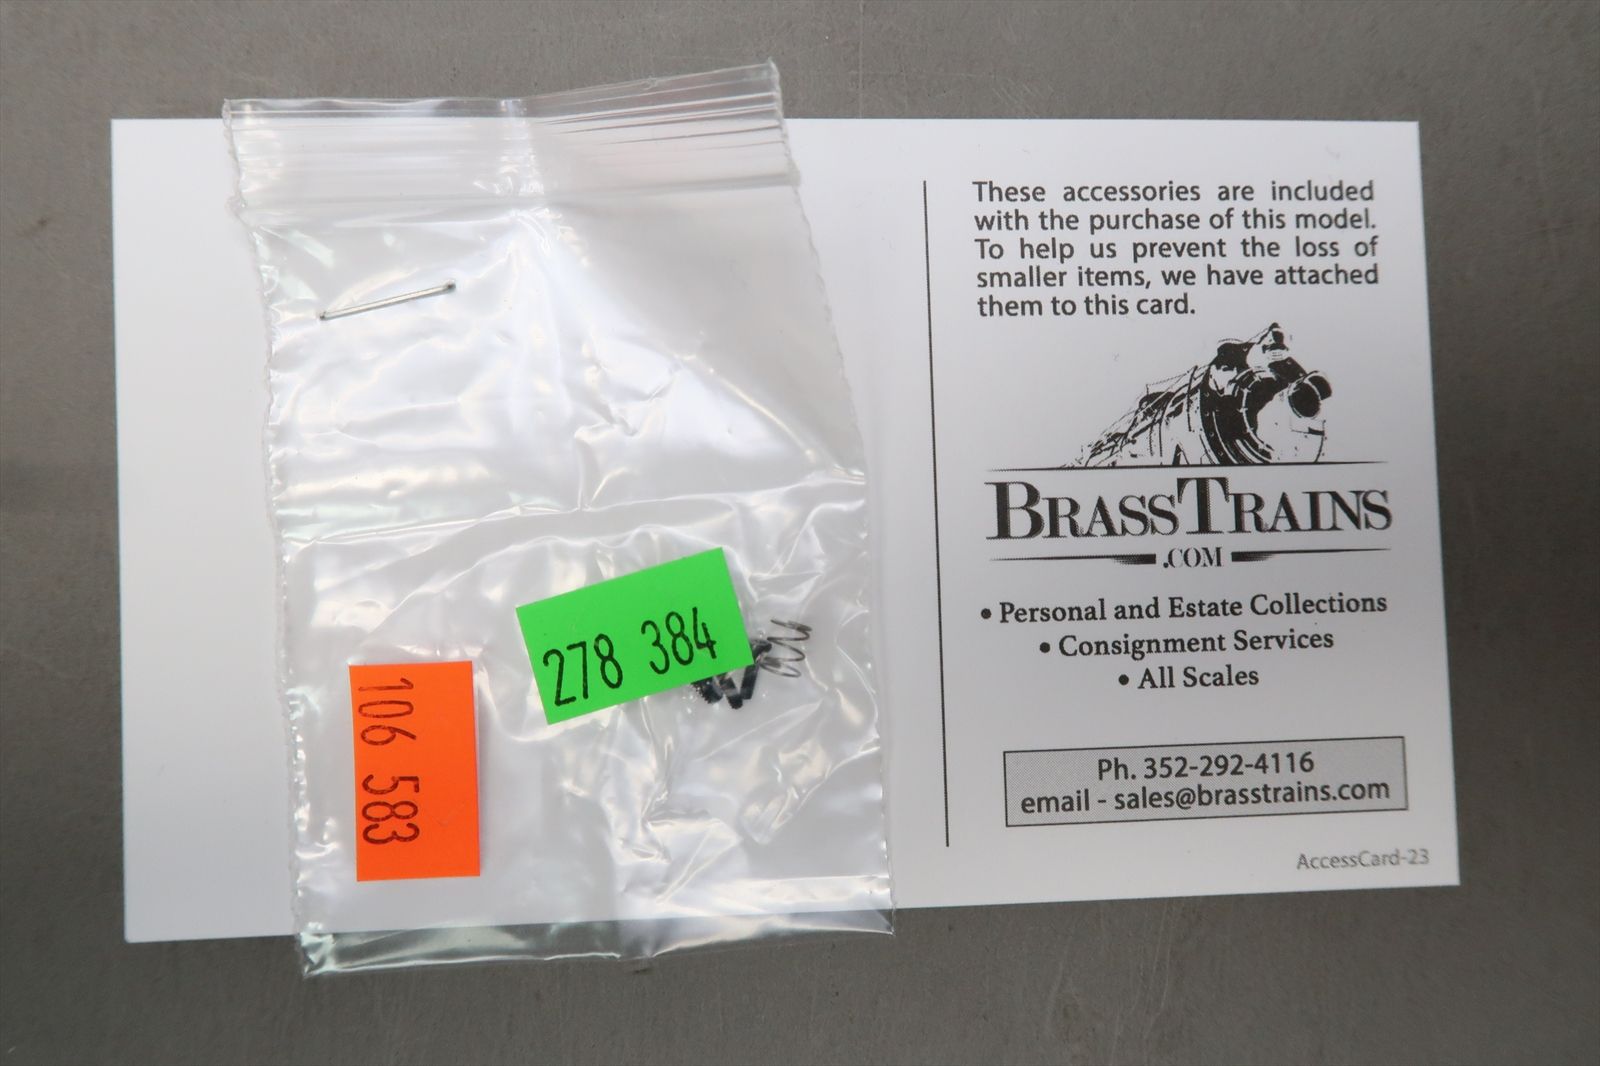 These accessories are included
with the purchase of this model.
To help us prevent the loss of
smaller items, we have attached
them to this card.
BRASSTRAINS
.COM
• Personal and Estate Collections
• Consignment Services
• All Scales
Ph. 352-292-4116
email - sales@brasstrains.com
AccessCard-23
278 384
106 583